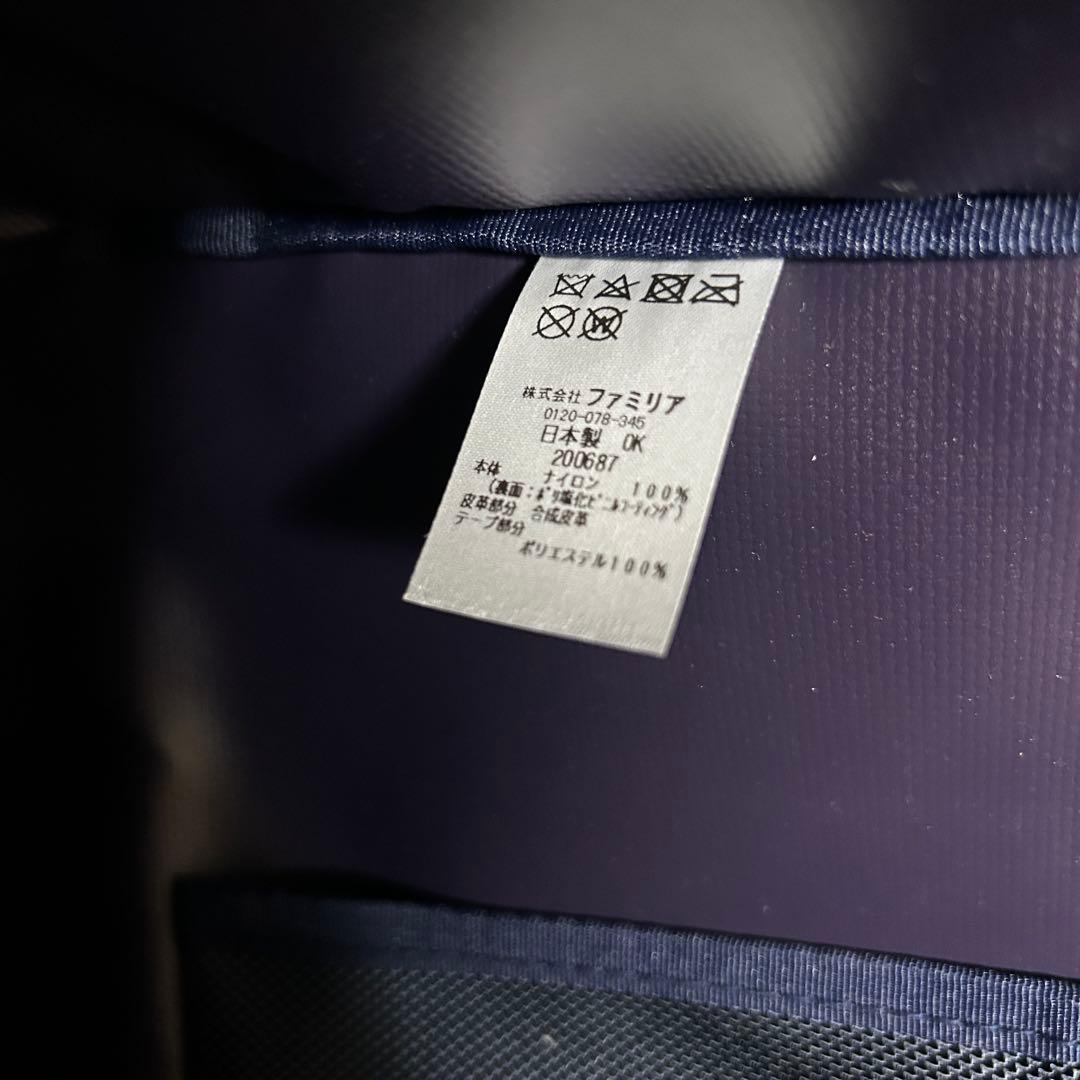 株式会社 ファミリア
0120-078-345
日本製 OK
200687
本体 ナイロン 100%
(裏面:ポリ塩化ビニルコーティング)
皮革部分 合成皮革
テープ部分
ポリエステル100%